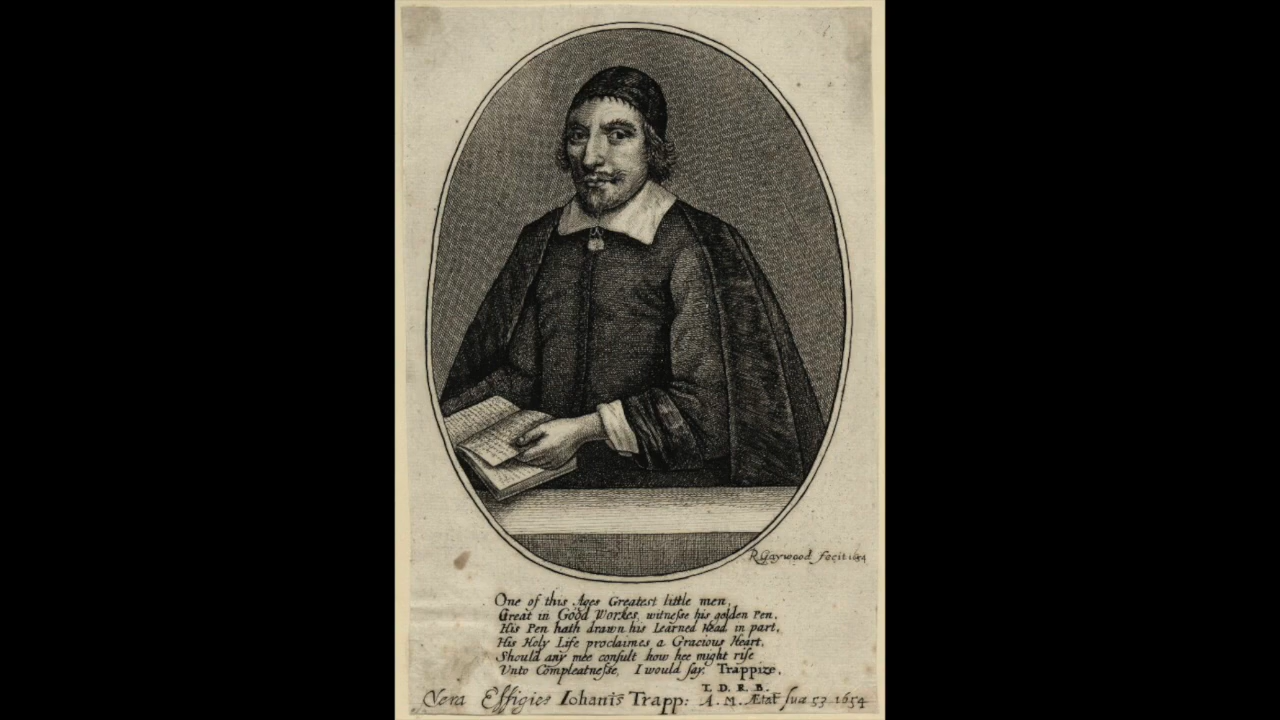 R Gaywood fecit 1654
One of this Ages Greatest little men,
Great in Good Workes, witneſse his golden Pen,
His Pen hath drawn his Learned Head in part,
His Holy Life proclaimes a Gracious Heart,
Should any mee conſult how hee might riſe
Unto Compleatneſse, I would ſay, Trappize,
T. D. R. B.
Vera Effigies Iohanīs Trapp: A. M. Ætat ſuæ 53 1654